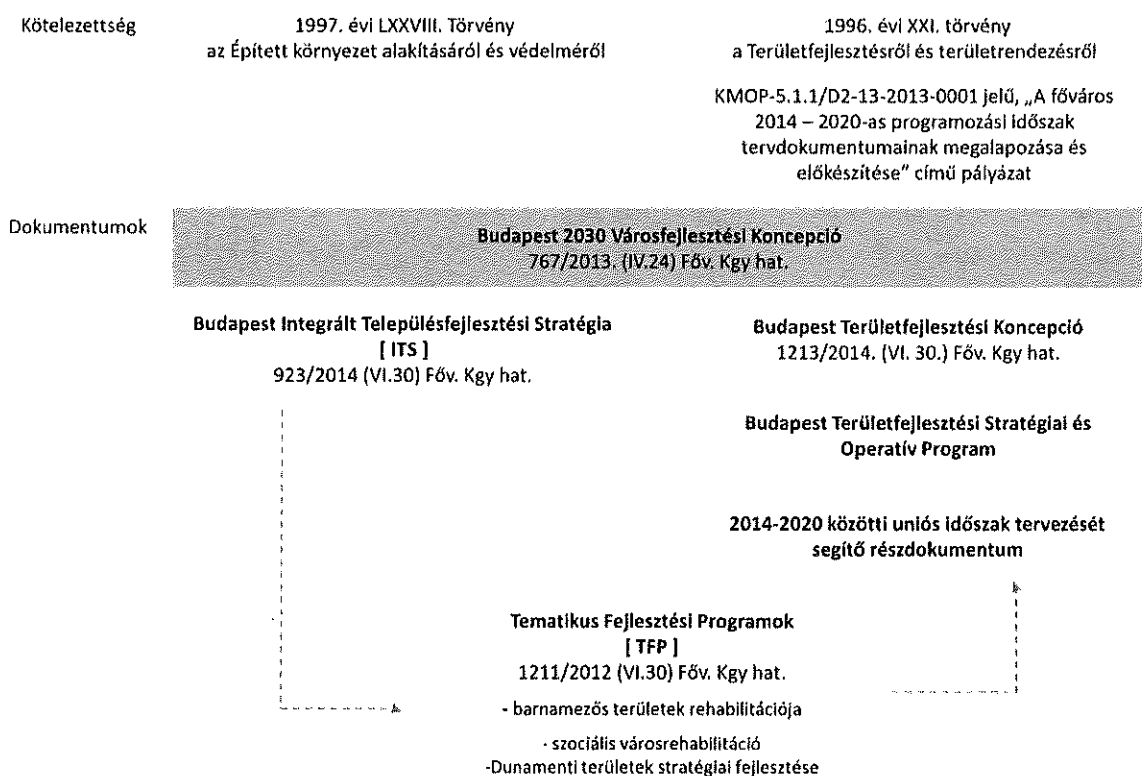 Kötelezettség
1997. évi LXXVIII. Törvény
az Épített környezet alakításáról és védelméről
1996. évi XXI. törvény
a Területfejlesztésről és területrendezésről
KMOP-5.1.1/D2-13-2013-0001 jelű, „A főváros
2014 – 2020-as programozási időszak
tervdokumentumainak megalapozása és
előkészítése” című pályázat
Dokumentumok
Budapest 2030 Városfejlesztési Koncepció
767/2013. (IV.24) Főv. Kgy hat.
Budapest Integrált Településfejlesztési Stratégia
[ ITS ]
923/2014 (VI.30) Főv. Kgy hat.
Budapest Területfejlesztési Koncepció
1213/2014. (VI. 30.) Főv. Kgy hat.
Budapest Területfejlesztési Stratégiai és
Operatív Program
2014-2020 közötti uniós időszak tervezését
segítő részdokumentum
Tematikus Fejlesztési Programok
[ TFP ]
1211/2012 (VI.30) Főv. Kgy hat.
- barnamezős területek rehabilitációja
- szociális városrehabilitáció
-Dunamenti területek stratégiai fejlesztése